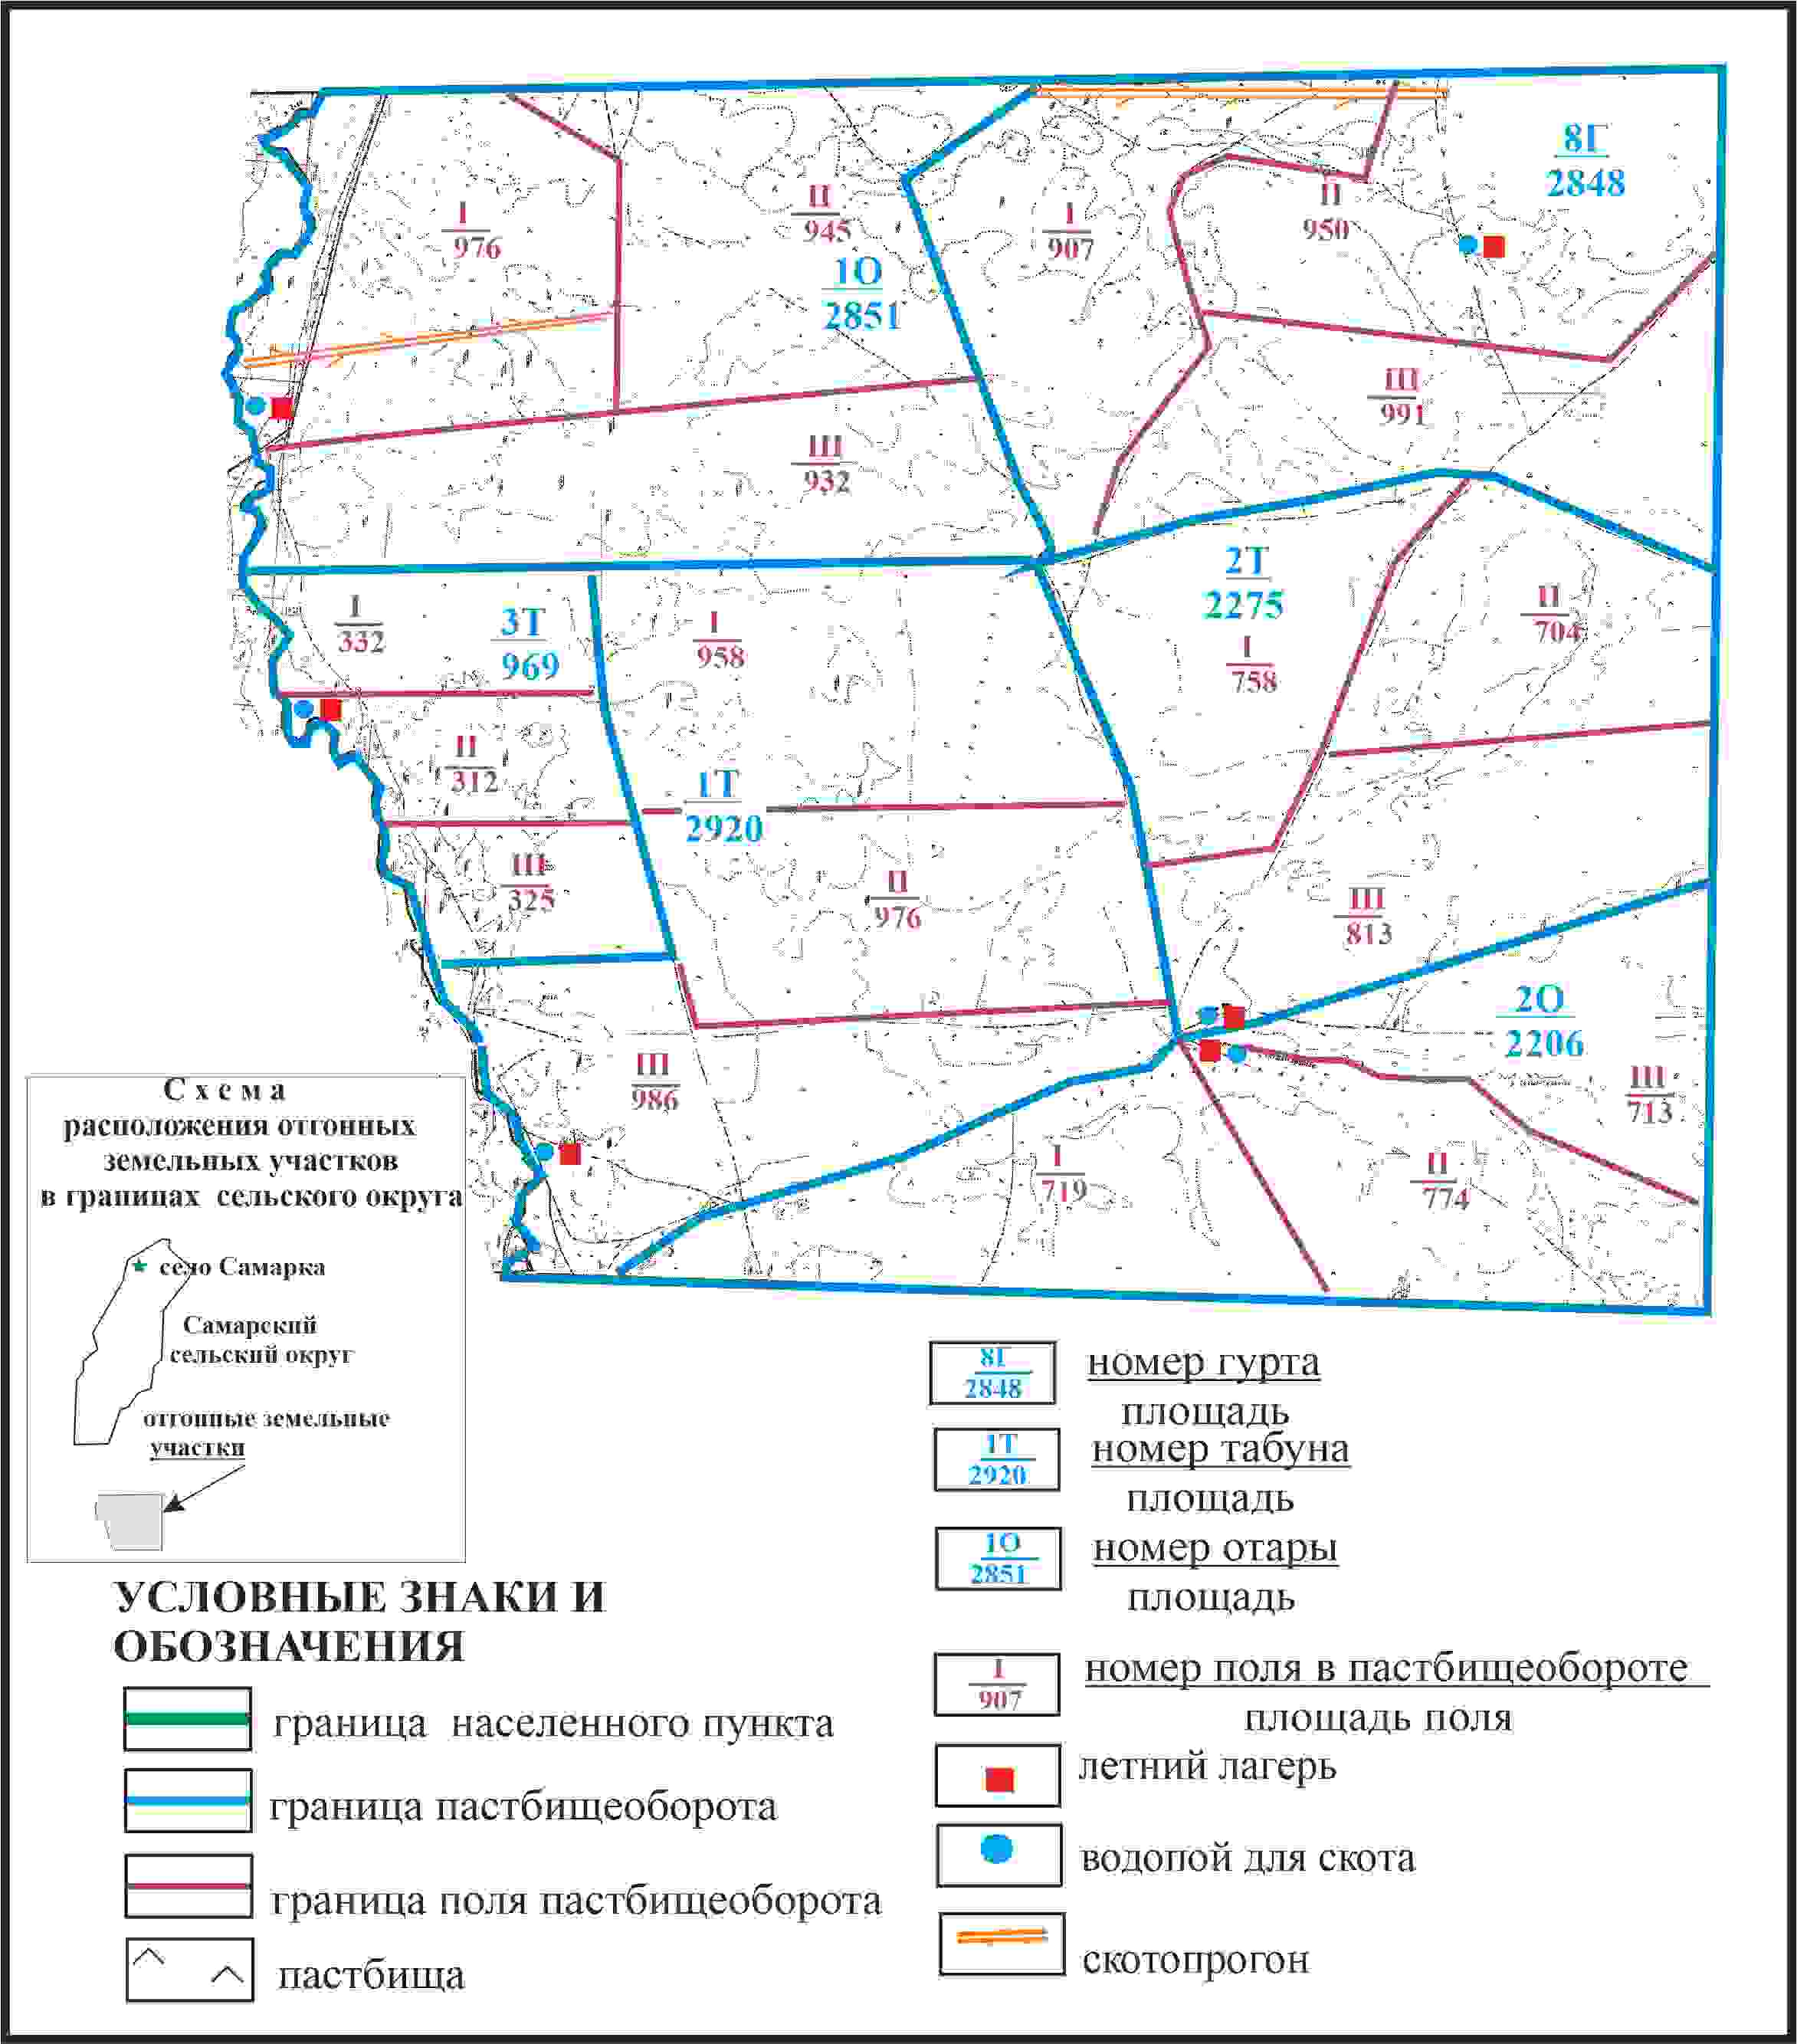 8Г
2848
I
976
II
945
1О
2851
I
907
II
950
III
991
III
932
2Т
2275
I
758
II
704
I
332
3Т
969
I
958
II
312
1Т
2920
III
325
II
976
III
813
2О
2206
III
986
III
713
I
719
II
774
Схема
расположения отгонных
земельных участков
в границах сельского округа
село Самарка
Самарский
сельский округ
отгонные земельные
участки
УСЛОВНЫЕ ЗНАКИ И
ОБОЗНАЧЕНИЯ
граница населенного пункта
граница пастбищеоборота
граница поля пастбищеоборота
пастбища
8Г
2848
номер гурта
площадь
1Т
2920
номер табуна
площадь
1О
2851
номер отары
площадь
I
907
номер поля в пастбищеобороте
площадь поля
летний лагерь
водопой для скота
скотопрогон